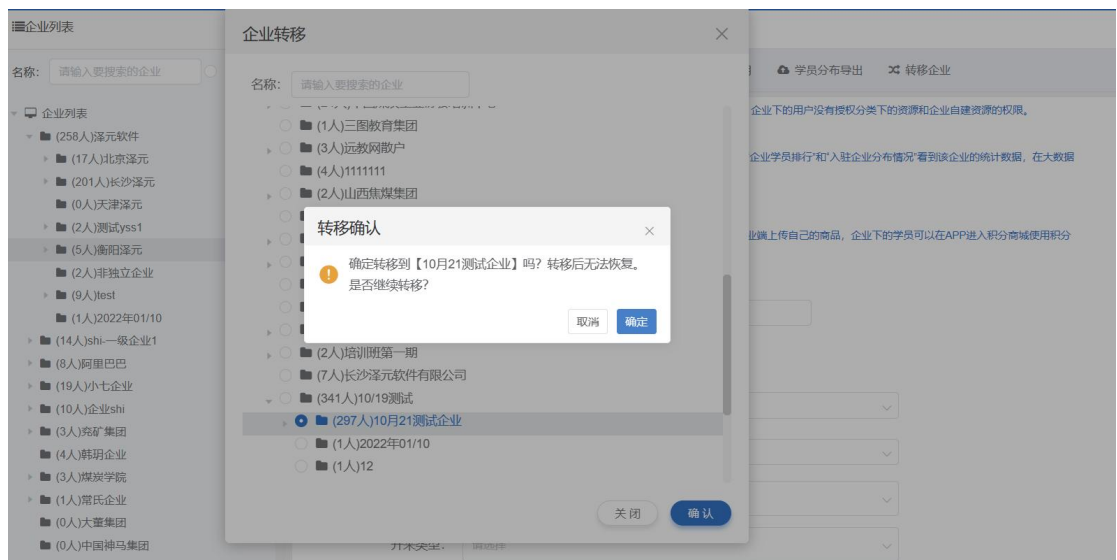 企业列表
名称：
请输入要搜索的企业
企业列表
(258人)泽元软件
(17人)北京泽元
(201人)长沙泽元
(0人)天津泽元
(2人)测试yss1
(5人)衡阳泽元
(2人)非独立企业
(9人)test
(1人)2022年01/10
(14人)shi-一级企业1
(8人)阿里巴巴
(19人)小七企业
(10人)企业shi
(3人)兖矿集团
(4人)韩玥企业
(3人)煤炭学院
(1人)常氏企业
(0人)大董集团
(0人)中国神马集团
企业转移
名称：
请输入要搜索的企业
(1人)三图教育集团
(3人)远教网散户
(4人)1111111
(2人)山西焦煤集团
转移确认
确定转移到【10月21测试企业】吗？转移后无法恢复。
是否继续转移？
取消
确定
(2人)培训班第一期
(7人)长沙泽元软件有限公司
(341人)10/19测试
(297人)10月21测试企业
(1人)2022年01/10
(1人)12
关 闭
确 认
学员分布导出
转移企业
企业下的用户没有授权分类下的资源和企业自建资源的权限。
企业学员排行”和“入驻企业分布情况”看到该企业的统计数据，在大数据
业端上传自己的商品，企业下的学员可以在APP进入积分商城使用积分